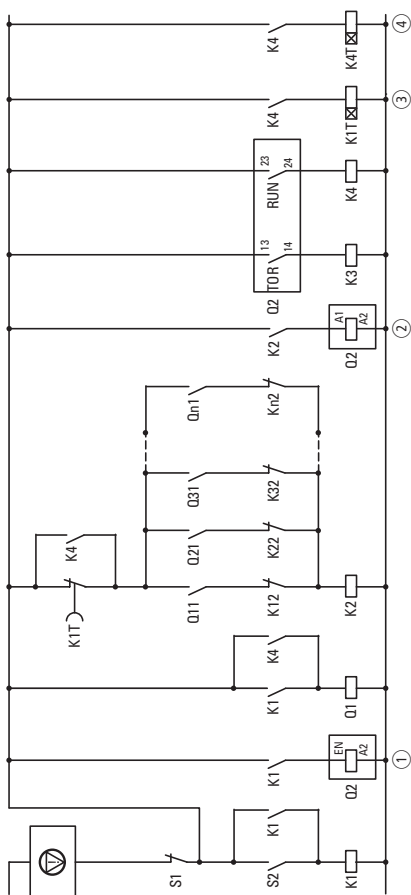 S1
S2
K1
K1
K1
EN
A2
Q2
①
K1
K4
Q1
K1T
K4
Q11
Q21
Q31
Qn1
K12
K22
K32
Kn2
K2
K2
A1
A2
Q2
②
Q2
TOR
13
14
RUN
23
24
K3
K4
K4
K1T
③
K4
K4T
④